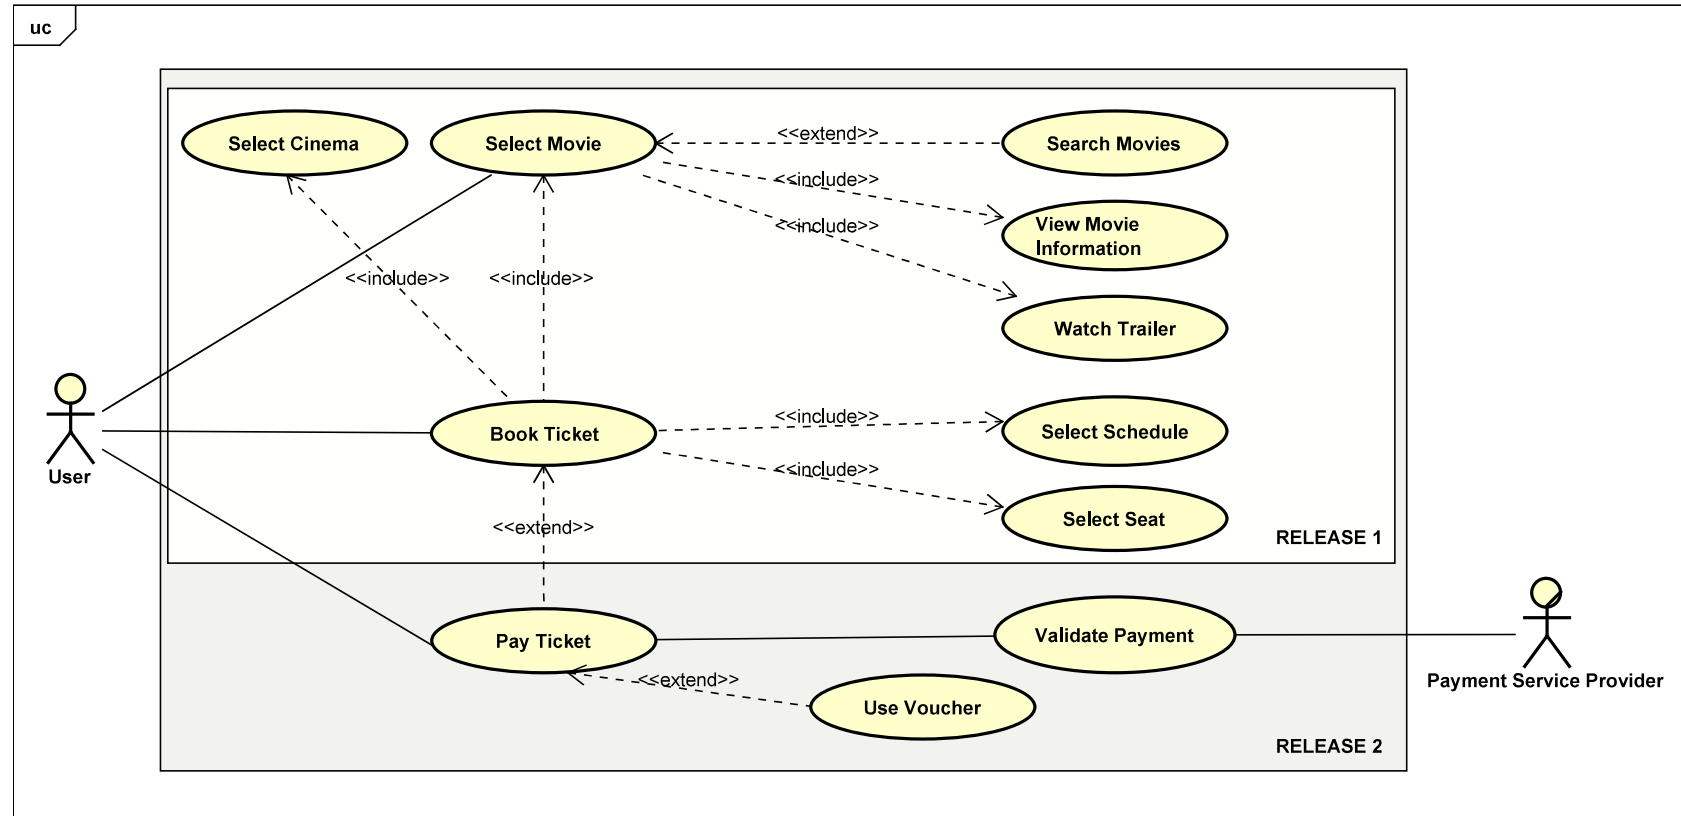 uc
Select Cinema
Select Movie
<<extend>>
Search Movies
<<include>>
View Movie
Information
<<include>>
Watch Trailer
<<include>>
<<include>>
Book Ticket
<<include>>
Select Schedule
<<include>>
Select Seat
User
<<extend>>
RELEASE 1
Pay Ticket
Validate Payment
Payment Service Provider
<<extend>>
Use Voucher
RELEASE 2